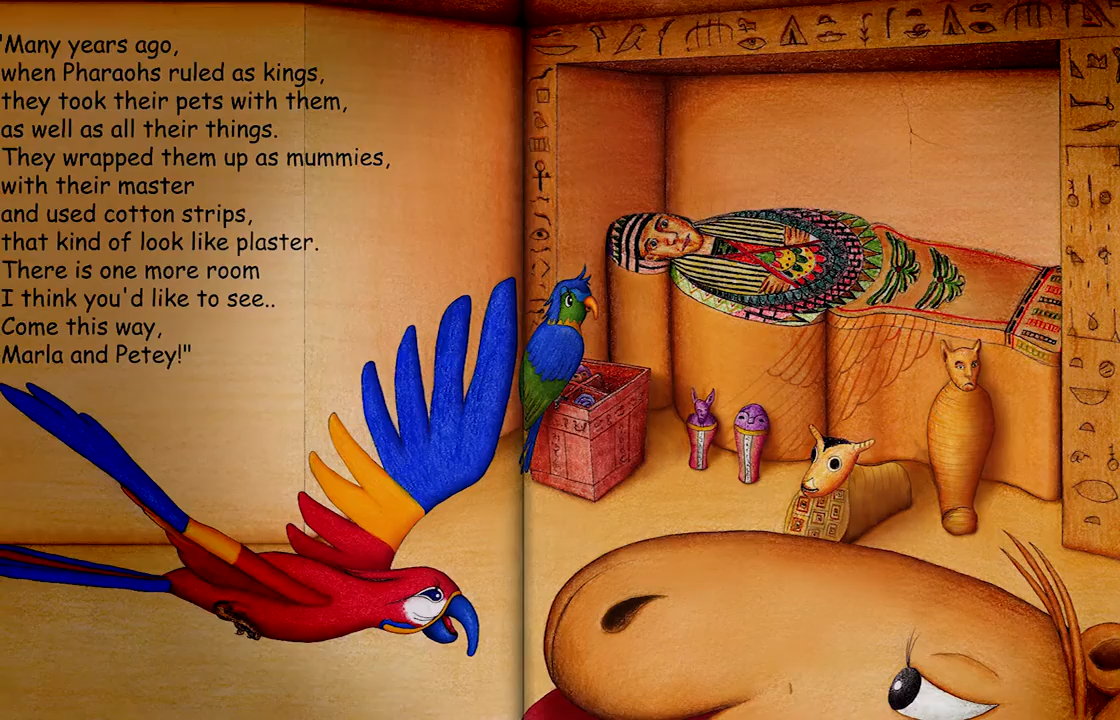 "Many years ago,
when Pharaohs ruled as kings,
they took their pets with them,
as well as all their things.
They wrapped them up as mummies,
with their master
and used cotton strips,
that kind of look like plaster.
There is one more room
I think you'd like to see..
Come this way,
Marla and Petey!"